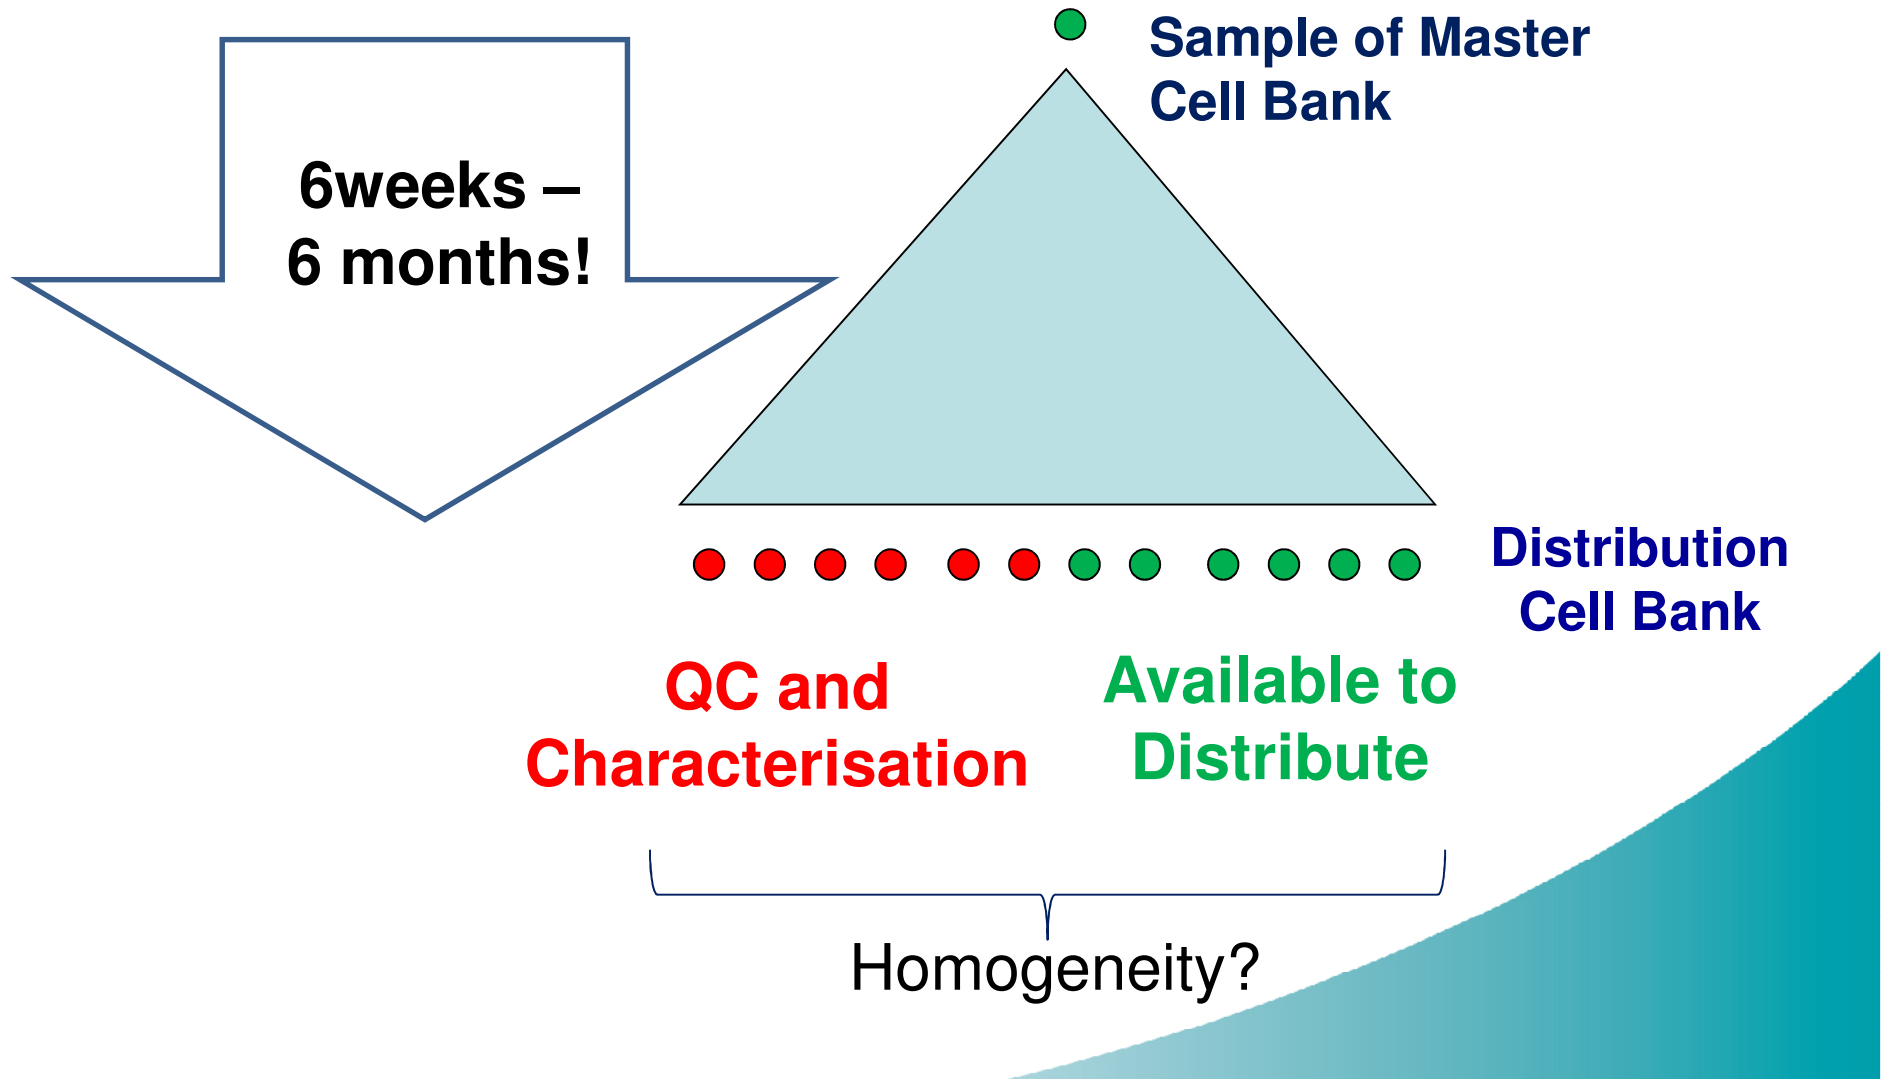 Sample of Master
Cell Bank
6weeks –
6 months!
Distribution
Cell Bank
QC and
Characterisation
Available to
Distribute
Homogeneity?